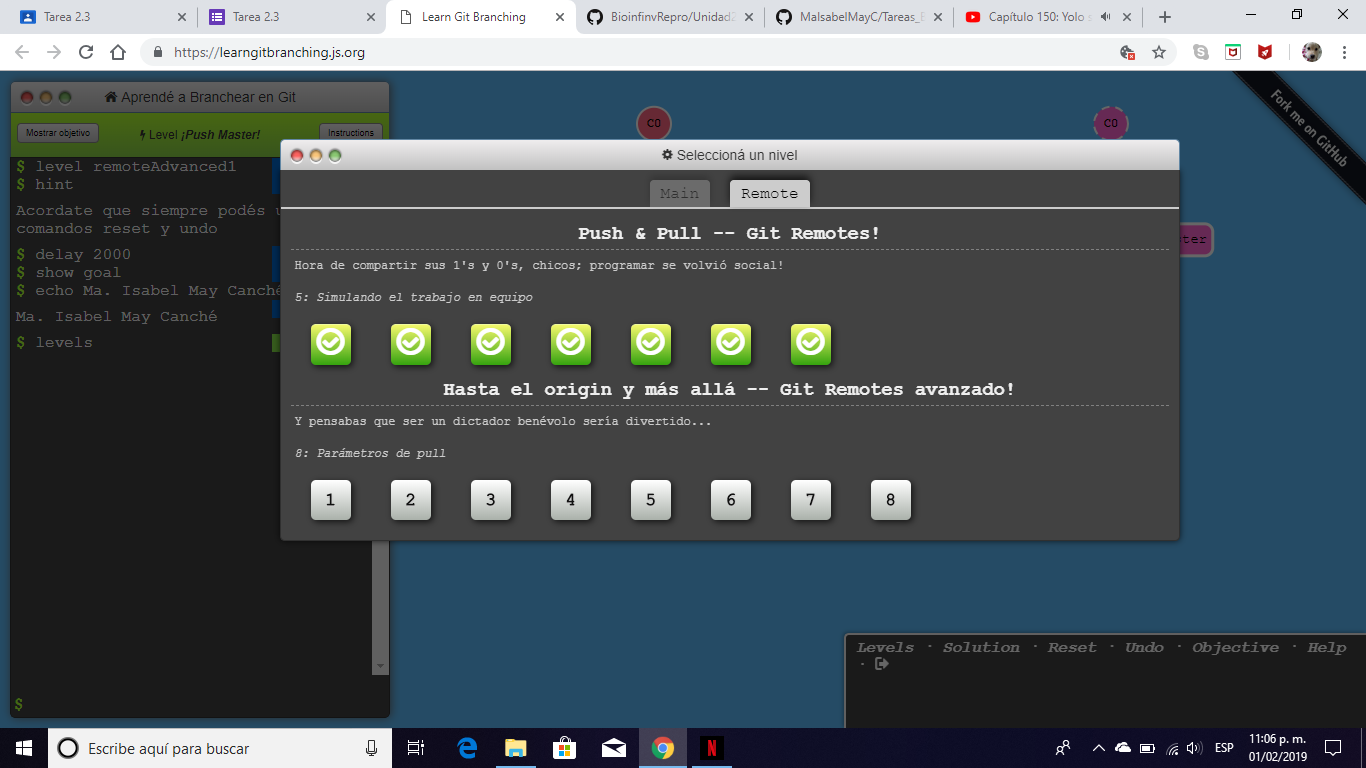 Tarea 2.3
Tarea 2.3
Learn Git Branching
BioinfinvRepro/Unidad2
MaIsabelMayC/Tareas_B
Capítulo 150: Yolo s
https://learngitbranching.js.org
Aprendé a Branchear en Git
Mostrar objetivo
Level ¡Push Master!
Instructions
$ level remoteAdvanced1
$ hint
Acordate que siempre podés u
comandos reset y undo
$ delay 2000
$ show goal
$ echo Ma. Isabel May Canché
Ma. Isabel May Canché
$ levels
$
C0
C0
ter
Fork me on GitHub
Seleccioná un nivel
Main
Remote
Push & Pull -- Git Remotes!
Hora de compartir sus 1's y 0's, chicos; programar se volvió social!
5: Simulando el trabajo en equipo
Hasta el origin y más allá -- Git Remotes avanzado!
Y pensabas que ser un dictador benévolo sería divertido...
8: Parámetros de pull
1 2 3 4 5 6 7 8
Levels · Solution · Reset · Undo · Objective · Help
·
Escribe aquí para buscar
N
ESP
11:06 p. m.
01/02/2019